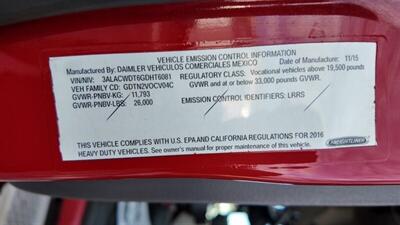 VEHICLE EMISSION CONTROL INFORMATION
MANUFACTURED BY: DAIMLER VEHICULOS COMERCIALES MEXICO Date of Manufacture: 11/15
VIN/NIV: 3ALACWDT6GDHT6081 REGULATORY CLASS: Vocational vehicles above 19,500 pounds
VEH FAMILY CD: GDTN2VOCV04C GVWR and at or below 33,000 pounds
GVWR-PNBV-KG: 11,793 GVWR.
GVWR-PNBV-LBS: 26,000 EMISSION CONTROL IDENTIFIERS: LRRS
THIS VEHICLE COMPLIES WITH U.S. EPA AND CALIFORNIA REGULATIONS FOR 2016
HEAVY DUTY VEHICLES. See owner's manual for proper maintenance of this vehicle.
FREIGHTLINER